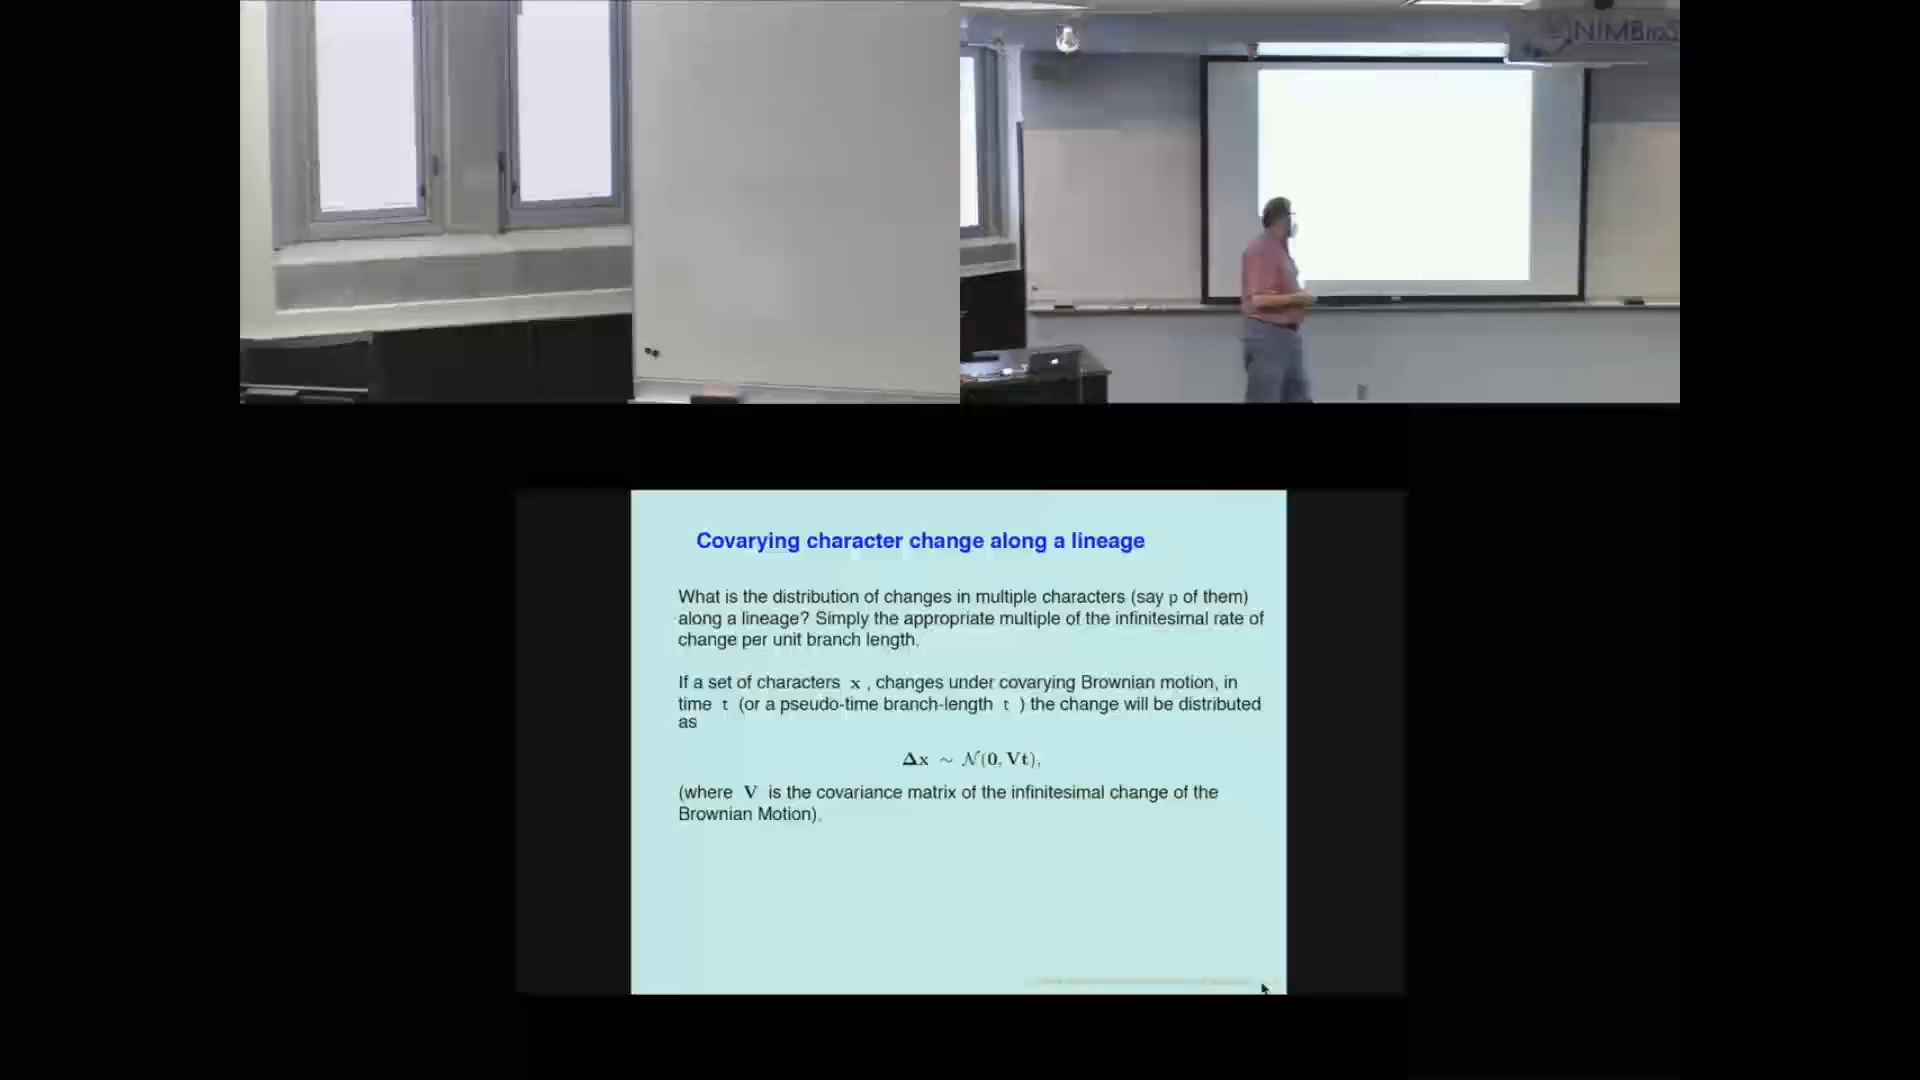 NIMBioS
Covarying character change along a lineage
What is the distribution of changes in multiple characters (say p of them)
along a lineage? Simply the appropriate multiple of the infinitesimal rate of
change per unit branch length.
If a set of characters x , changes under covarying Brownian motion, in
time t (or a pseudo-time branch-length t ) the change will be distributed
as
Δx ∼ 𝒩(0, Vt),
(where V is the covariance matrix of the infinitesimal change of the
Brownian Motion).